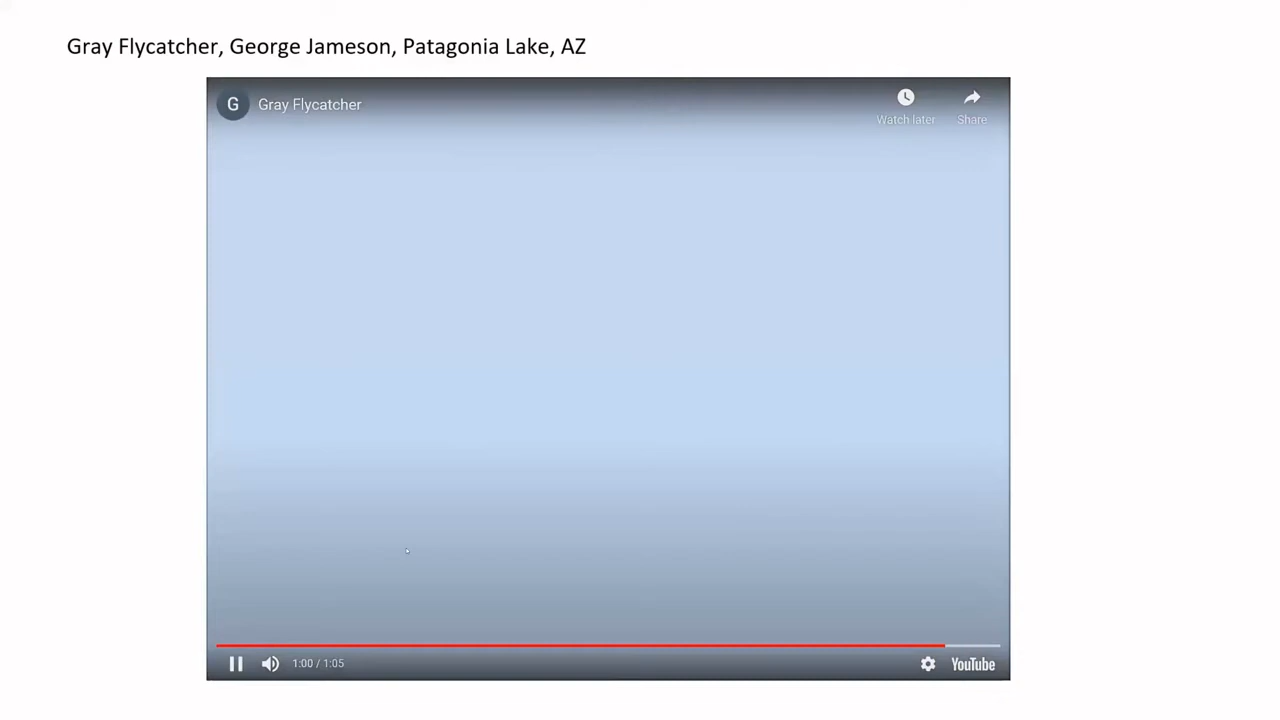 Gray Flycatcher, George Jameson, Patagonia Lake, AZ
G Gray Flycatcher
Watch later Share
1:00 / 1:05
YouTube